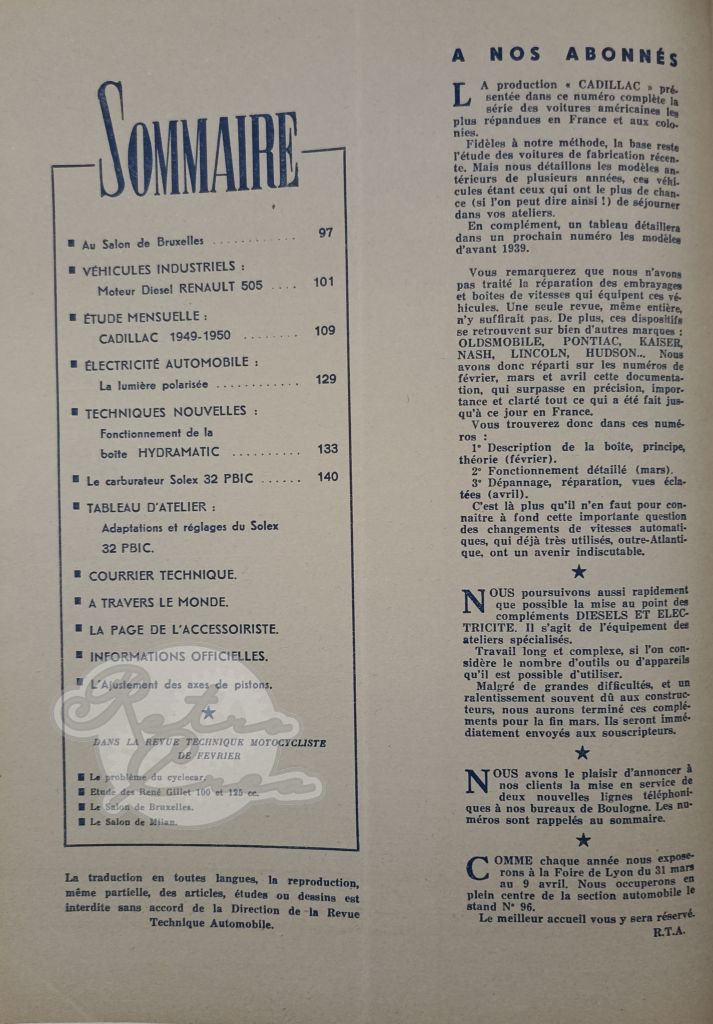 SOMMAIRE
■ Au Salon de Bruxelles ............ 97
■ VÉHICULES INDUSTRIELS :
Moteur Diesel RENAULT 505 .... 101
■ ÉTUDE MENSUELLE :
CADILLAC 1949-1950 .......... 109
■ ÉLECTRICITÉ AUTOMOBILE :
La lumière polarisée ............ 129
■ TECHNIQUES NOUVELLES :
Fonctionnement de la
boîte HYDRAMATIC .......... 133
■ Le carburateur Solex 32 PBIC ...... 140
■ TABLEAU D'ATELIER :
Adaptations et réglages du Solex
32 PBIC.
■ COURRIER TECHNIQUE.
■ A TRAVERS LE MONDE.
■ LA PAGE DE L'ACCESSOIRISTE.
■ INFORMATIONS OFFICIELLES.
■ L'Ajustement des axes de pistons.
★
DANS LA REVUE TECHNIQUE MOTOCYCLISTE
DE FEVRIER
■ Le problème du cyclecar.
■ Etude des René Gillet 100 et 125 cc.
■ Le Salon de Bruxelles.
■ Le Salon de Milan.
Retro Pren
La traduction en toutes langues, la reproduction,
même partielle, des articles, études ou dessins est
interdite sans accord de la Direction de la Revue
Technique Automobile.
A NOS ABONNÉS
LA production « CADILLAC » pré-
sentée dans ce numéro complète la
série des voitures américaines les
plus répandues en France et aux colo-
nies.
Fidèles à notre méthode, la base reste
l'étude des voitures de fabrication récen-
te. Mais nous détaillons les modèles an-
térieurs de plusieurs années, ces véhi-
cules étant ceux qui ont le plus de chan-
ce (si l'on peut dire ainsi !) de séjourner
dans vos ateliers.
En complément, un tableau détaillera
dans un prochain numéro les modèles
d'avant 1939.
Vous remarquerez que nous n'avons
pas traité la réparation des embrayages
et boites de vitesses qui équipent ces vé-
hicules. Une seule revue, même entière,
n'y suffirait pas. De plus, ces dispositifs
se retrouvent sur bien d'autres marques :
OLDSMOBILE, PONTIAC, KAISER,
NASH, LINCOLN, HUDSON... Nous
avons donc réparti sur les numéros de
février, mars et avril cette documenta-
tion, qui surpasse en précision, impor-
tance et clarté tout ce qui a été fait jus-
qu'à ce jour en France.
Vous trouverez donc dans ces numé-
ros :
1° Description de la boîte, principe,
théorie (février).
2° Fonctionnement détaillé (mars).
3° Dépannage, réparation, vues écla-
tées (avril).
C'est là plus qu'il n'en faut pour con-
naître à fond cette importante question
des changements de vitesses automati-
ques, qui déjà très utilisés, outre-Atlanti-
que, ont un avenir indiscutable.
★
NOUS poursuivons aussi rapidement
que possible la mise au point des
compléments DIESELS ET ELEC-
TRICITE. Il s'agit de l'équipement des
ateliers spécialisés.
Travail long et complexe, si l'on con-
sidère le nombre d'outils ou d'appareils
qu'il est possible d'utiliser.
Malgré de grandes difficultés, et un
ralentissement souvent dû aux construc-
teurs, nous aurons terminé ces complé-
ments pour la fin mars. Ils seront immé-
diatement envoyés aux souscripteurs.
★
NOUS avons le plaisir d'annoncer à
nos clients la mise en service de
deux nouvelles lignes téléphoni-
ques à nos bureaux de Boulogne. Les nu-
méros sont rappelés au sommaire.
★
COMME chaque année nous expose-
rons à la Foire de Lyon du 31 mars
au 9 avril. Nous occuperons en
plein centre de la section automobile le
stand N° 96.
Le meilleur accueil vous y sera réservé.
R.T.A.